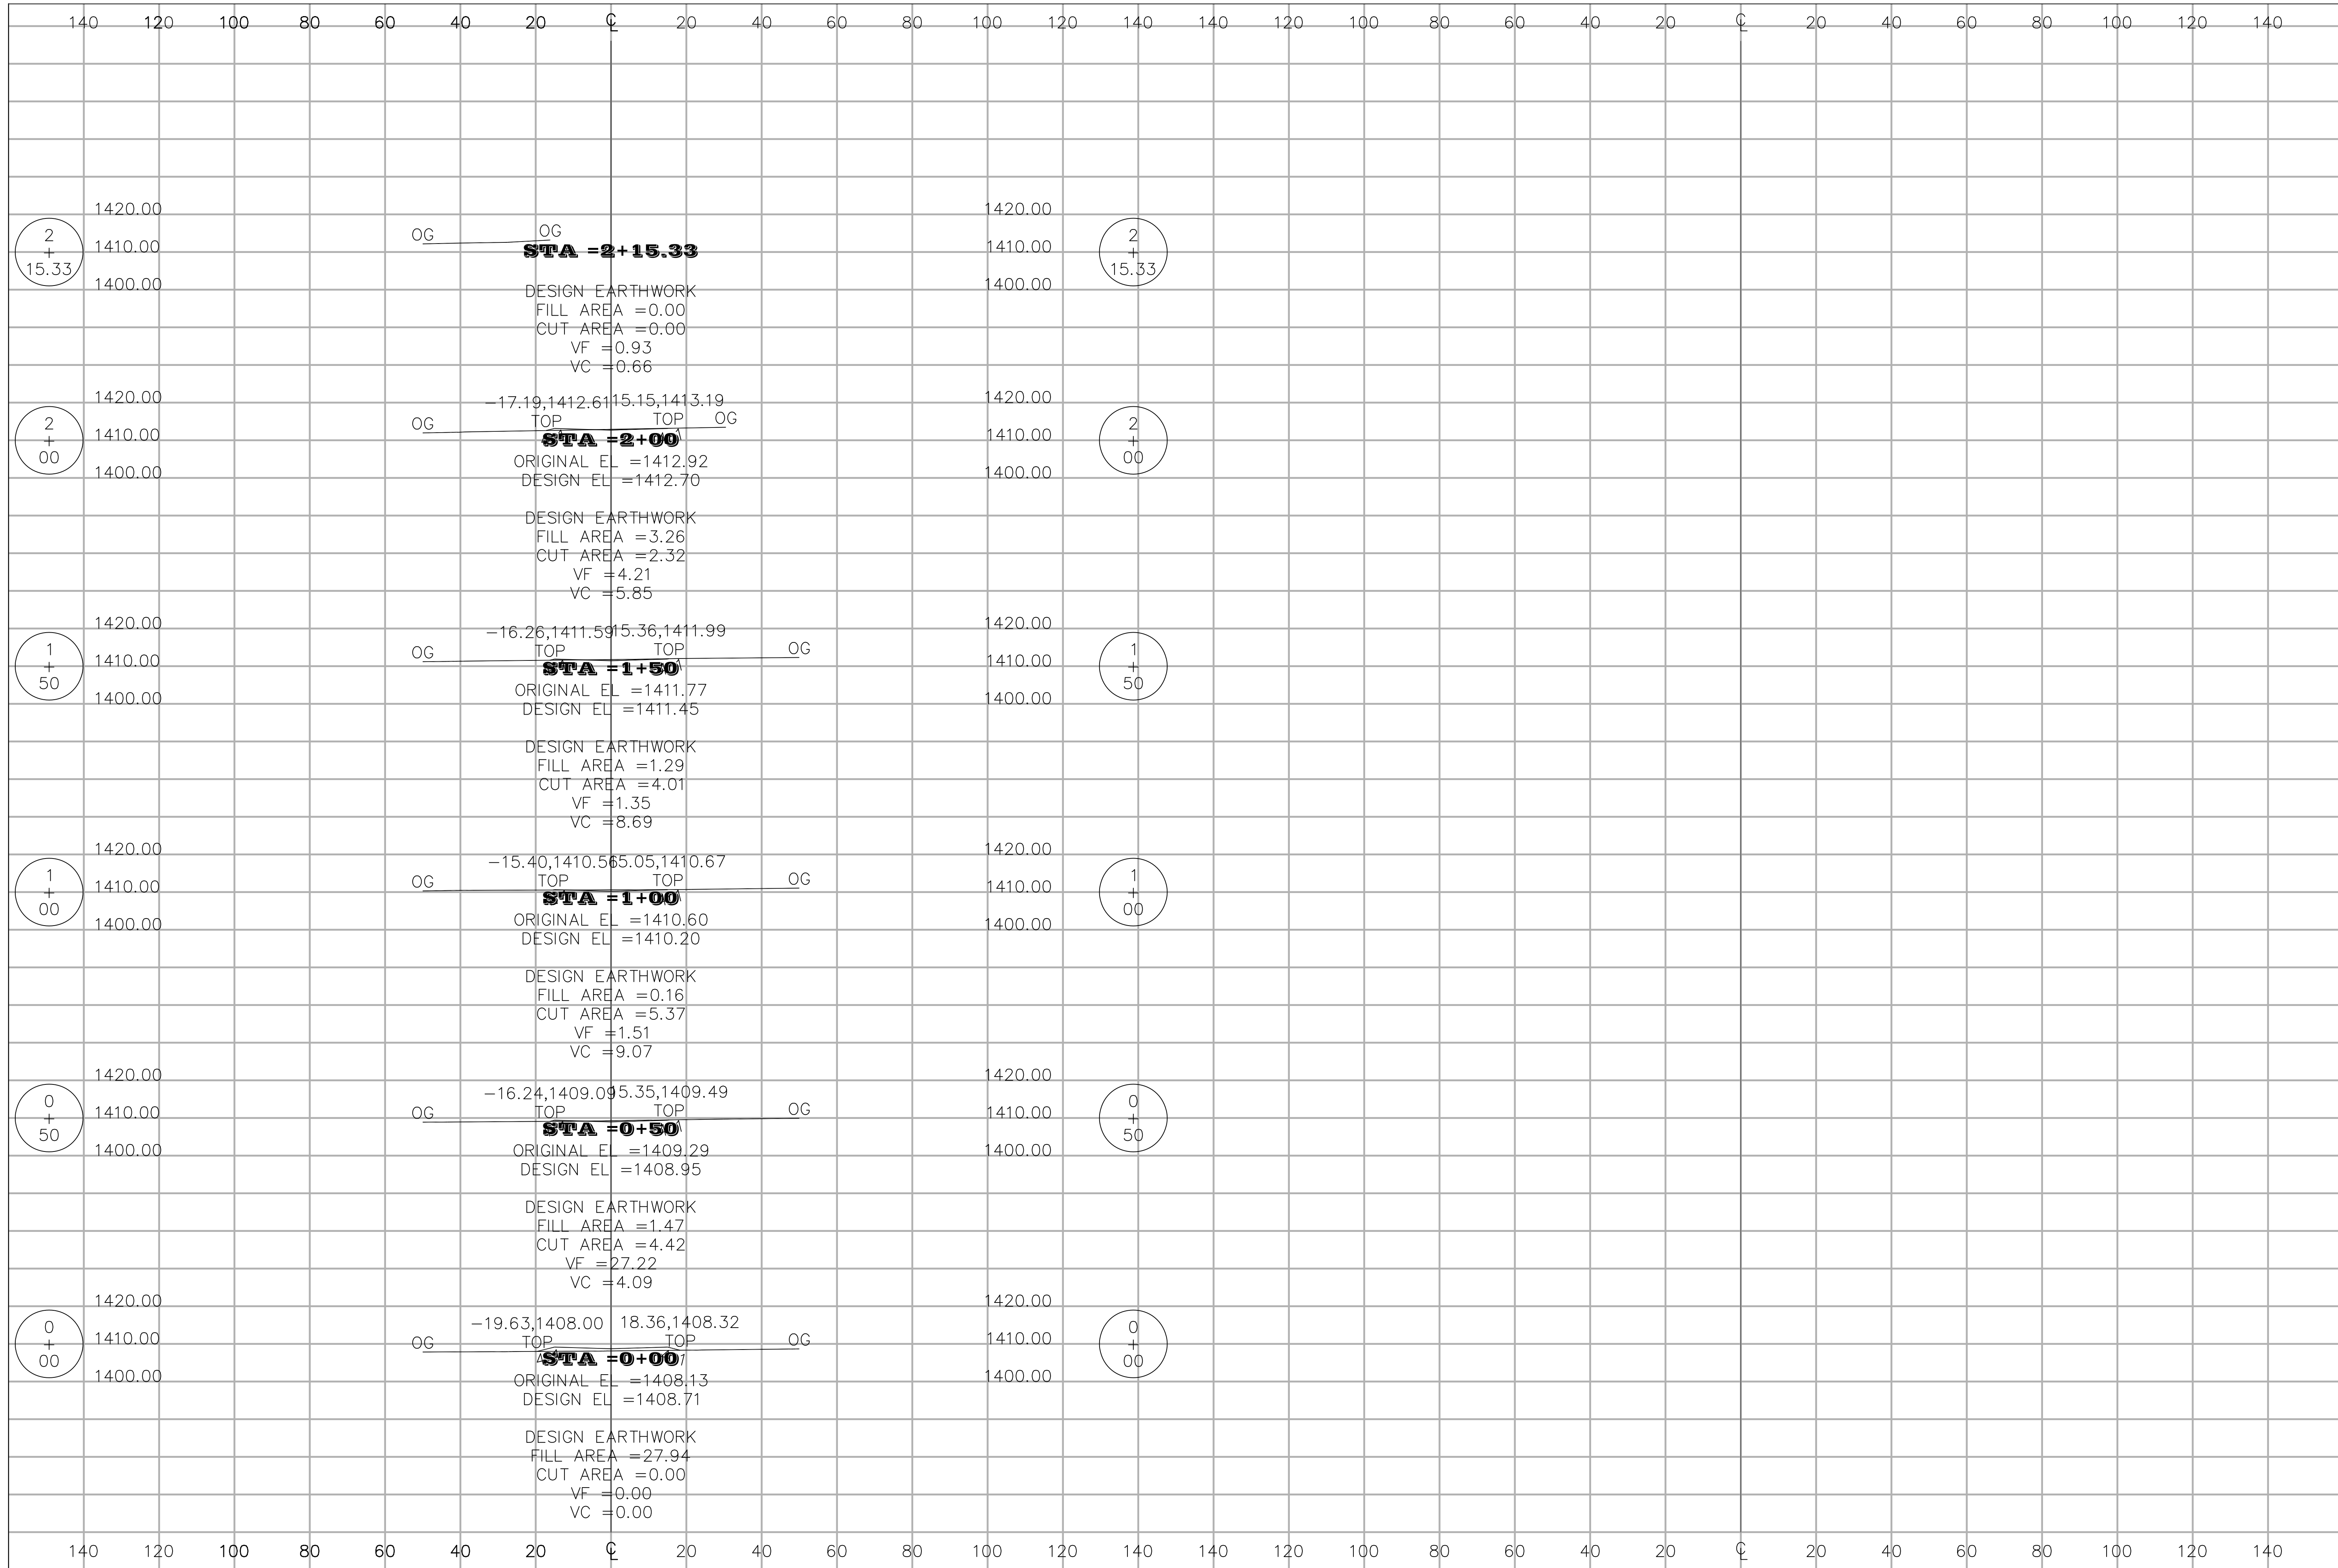 140 120 100 80 60 40 20 ℄ 20 40 60 80 100 120 140 120 100 80 60 40 20 ℄ 20 40 60 80 100 120 140
1420.00 1420.00
OG OG
2 + 15.33 1410.00 STA =2+15.33 1410.00 2 + 15.33
1400.00 1400.00
DESIGN EARTHWORK
FILL AREA =0.00
CUT AREA =0.00
VF =0.93
VC =0.66
1420.00 -17.19,1412.61 15.15,1413.19 1420.00
OG TOP TOP OG
2 + 00 1410.00 STA =2+00 1410.00 2 + 00
ORIGINAL EL =1412.92
1400.00 DESIGN EL =1412.70 1400.00
DESIGN EARTHWORK
FILL AREA =3.26
CUT AREA =2.32
VF =4.21
VC =5.85
1420.00 -16.26,1411.59 15.36,1411.99 1420.00
OG TOP TOP OG
1 + 50 1410.00 STA =1+50 1410.00 1 + 50
ORIGINAL EL =1411.77
1400.00 DESIGN EL =1411.45 1400.00
DESIGN EARTHWORK
FILL AREA =1.29
CUT AREA =4.01
VF =1.35
VC =8.69
1420.00 -15.40,1410.56 15.05,1410.67 1420.00
OG TOP TOP OG
1 + 00 1410.00 STA =1+00 1410.00 1 + 00
ORIGINAL EL =1410.60
1400.00 DESIGN EL =1410.20 1400.00
DESIGN EARTHWORK
FILL AREA =0.16
CUT AREA =5.37
VF =1.51
VC =9.07
1420.00 -16.24,1409.09 15.35,1409.49 1420.00
OG TOP TOP OG
0 + 50 1410.00 STA =0+50 1410.00 0 + 50
ORIGINAL EL =1409.29
1400.00 DESIGN EL =1408.95 1400.00
DESIGN EARTHWORK
FILL AREA =1.47
CUT AREA =4.42
VF =27.22
VC =4.09
1420.00 -19.63,1408.00 18.36,1408.32 1420.00
OG TOP TOP OG
0 + 00 1410.00 STA =0+00 1410.00 0 + 00
ORIGINAL EL =1408.13
1400.00 DESIGN EL =1408.71 1400.00
DESIGN EARTHWORK
FILL AREA =27.94
CUT AREA =0.00
VF =0.00
VC =0.00
140 120 100 80 60 40 20 ℄ 20 40 60 80 100 120 140 120 100 80 60 40 20 ℄ 20 40 60 80 100 120 140